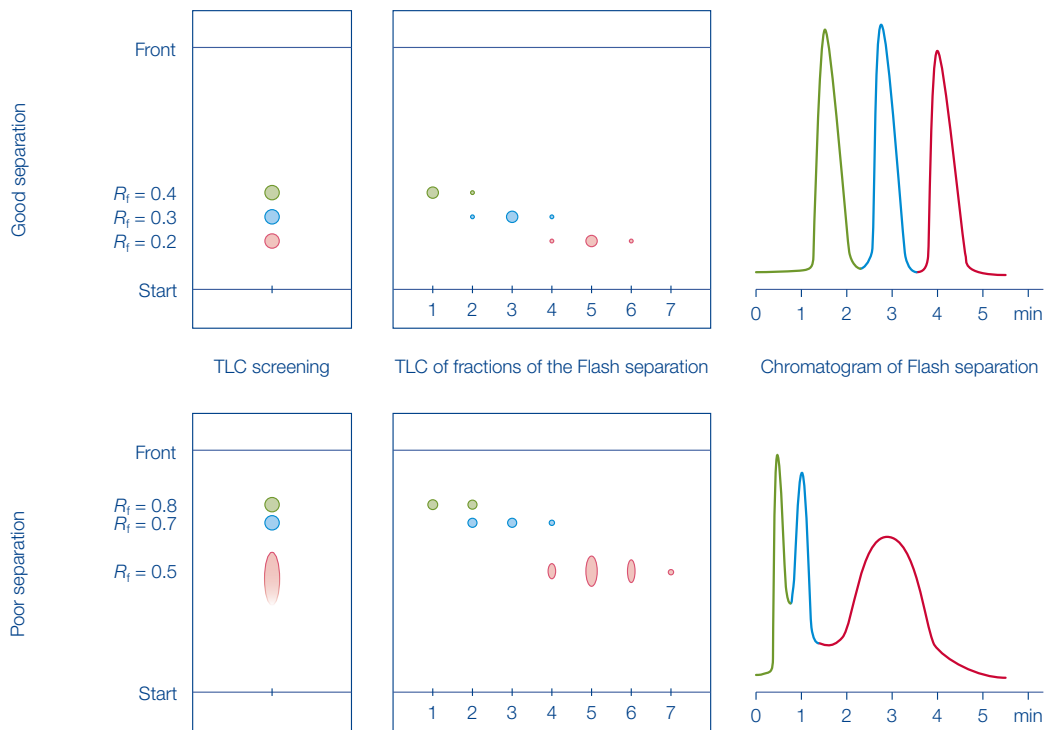 Good separation
Front
Rf = 0.4
Rf = 0.3
Rf = 0.2
Start
1 2 3 4 5 6 7
0 1 2 3 4 5 min
TLC screening
TLC of fractions of the Flash separation
Chromatogram of Flash separation
Poor separation
Front
Rf = 0.8
Rf = 0.7
Rf = 0.5
Start
1 2 3 4 5 6 7
0 1 2 3 4 5 min